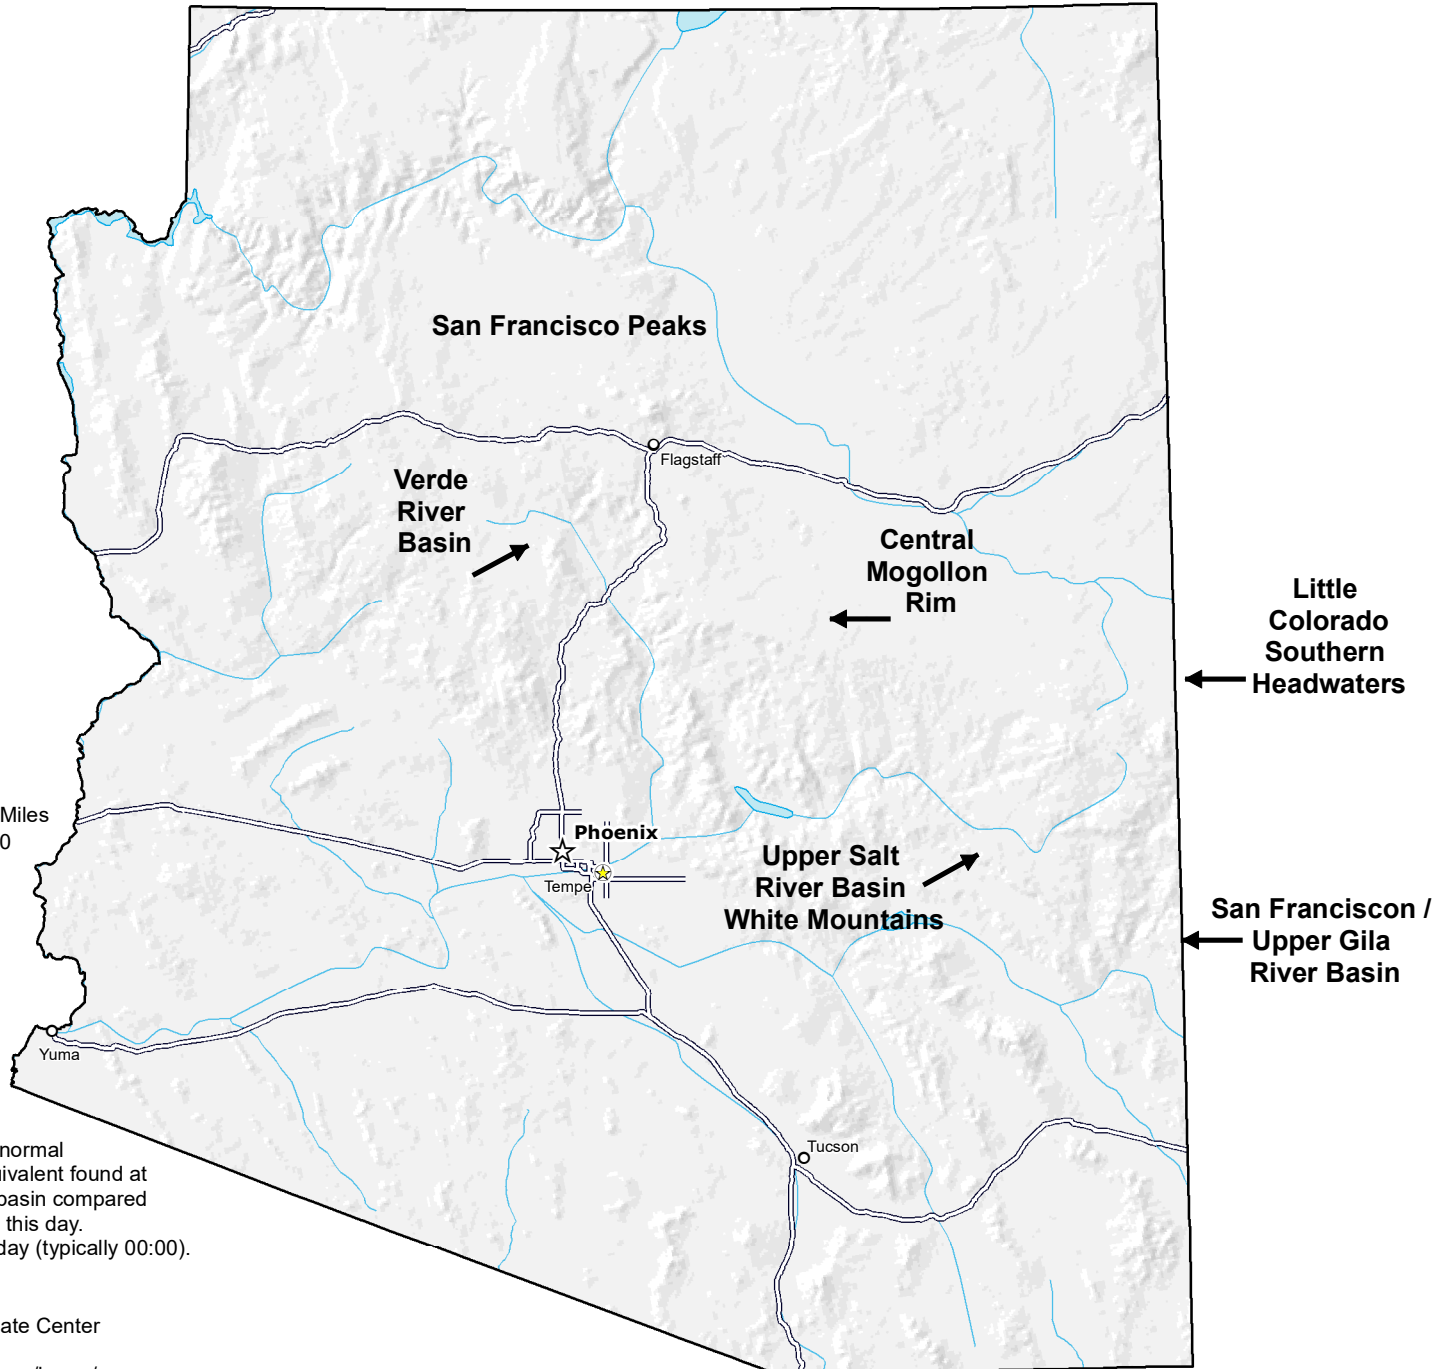 San Francisco Peaks
Flagstaff
Verde
River
Basin
Central
Mogollon
Rim
Little
Colorado
Southern
Headwaters
Miles
0
Phoenix
Tempe
Upper Salt
River Basin
White Mountains
San Franciscon /
Upper Gila
River Basin
Yuma
Tucson
normal
ivalent found at
basin compared
this day.
day (typically 00:00).
ate Center